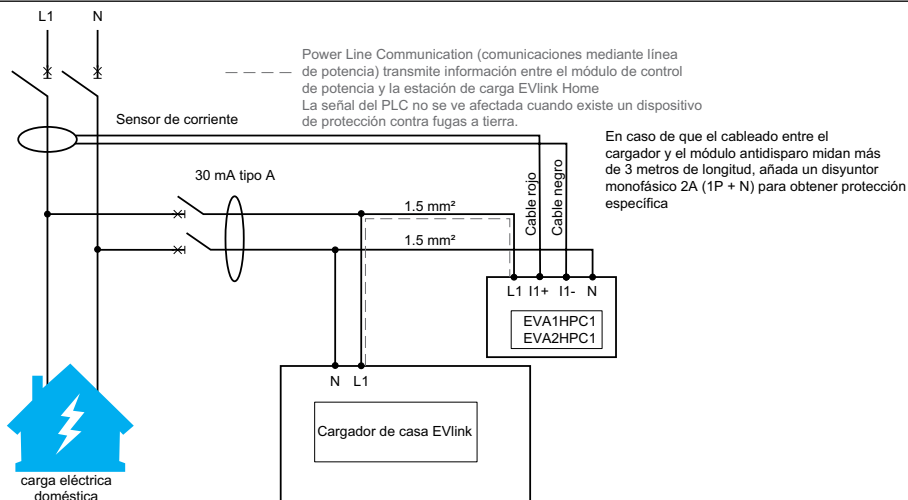 L1
N
Power Line Communication (comunicaciones mediante línea
de potencia) transmite información entre el módulo de control
de potencia y la estación de carga EVlink Home
La señal del PLC no se ve afectada cuando existe un dispositivo
de protección contra fugas a tierra.
Sensor de corriente
En caso de que el cableado entre el
cargador y el módulo antidisparo midan más
de 3 metros de longitud, añada un disyuntor
monofásico 2A (1P + N) para obtener protección
específica
30 mA tipo A
Cable rojo
Cable negro
1.5 mm²
1.5 mm²
L1 I1+ I1- N
EVA1HPC1
EVA2HPC1
N L1
Cargador de casa EVlink
carga eléctrica
doméstica